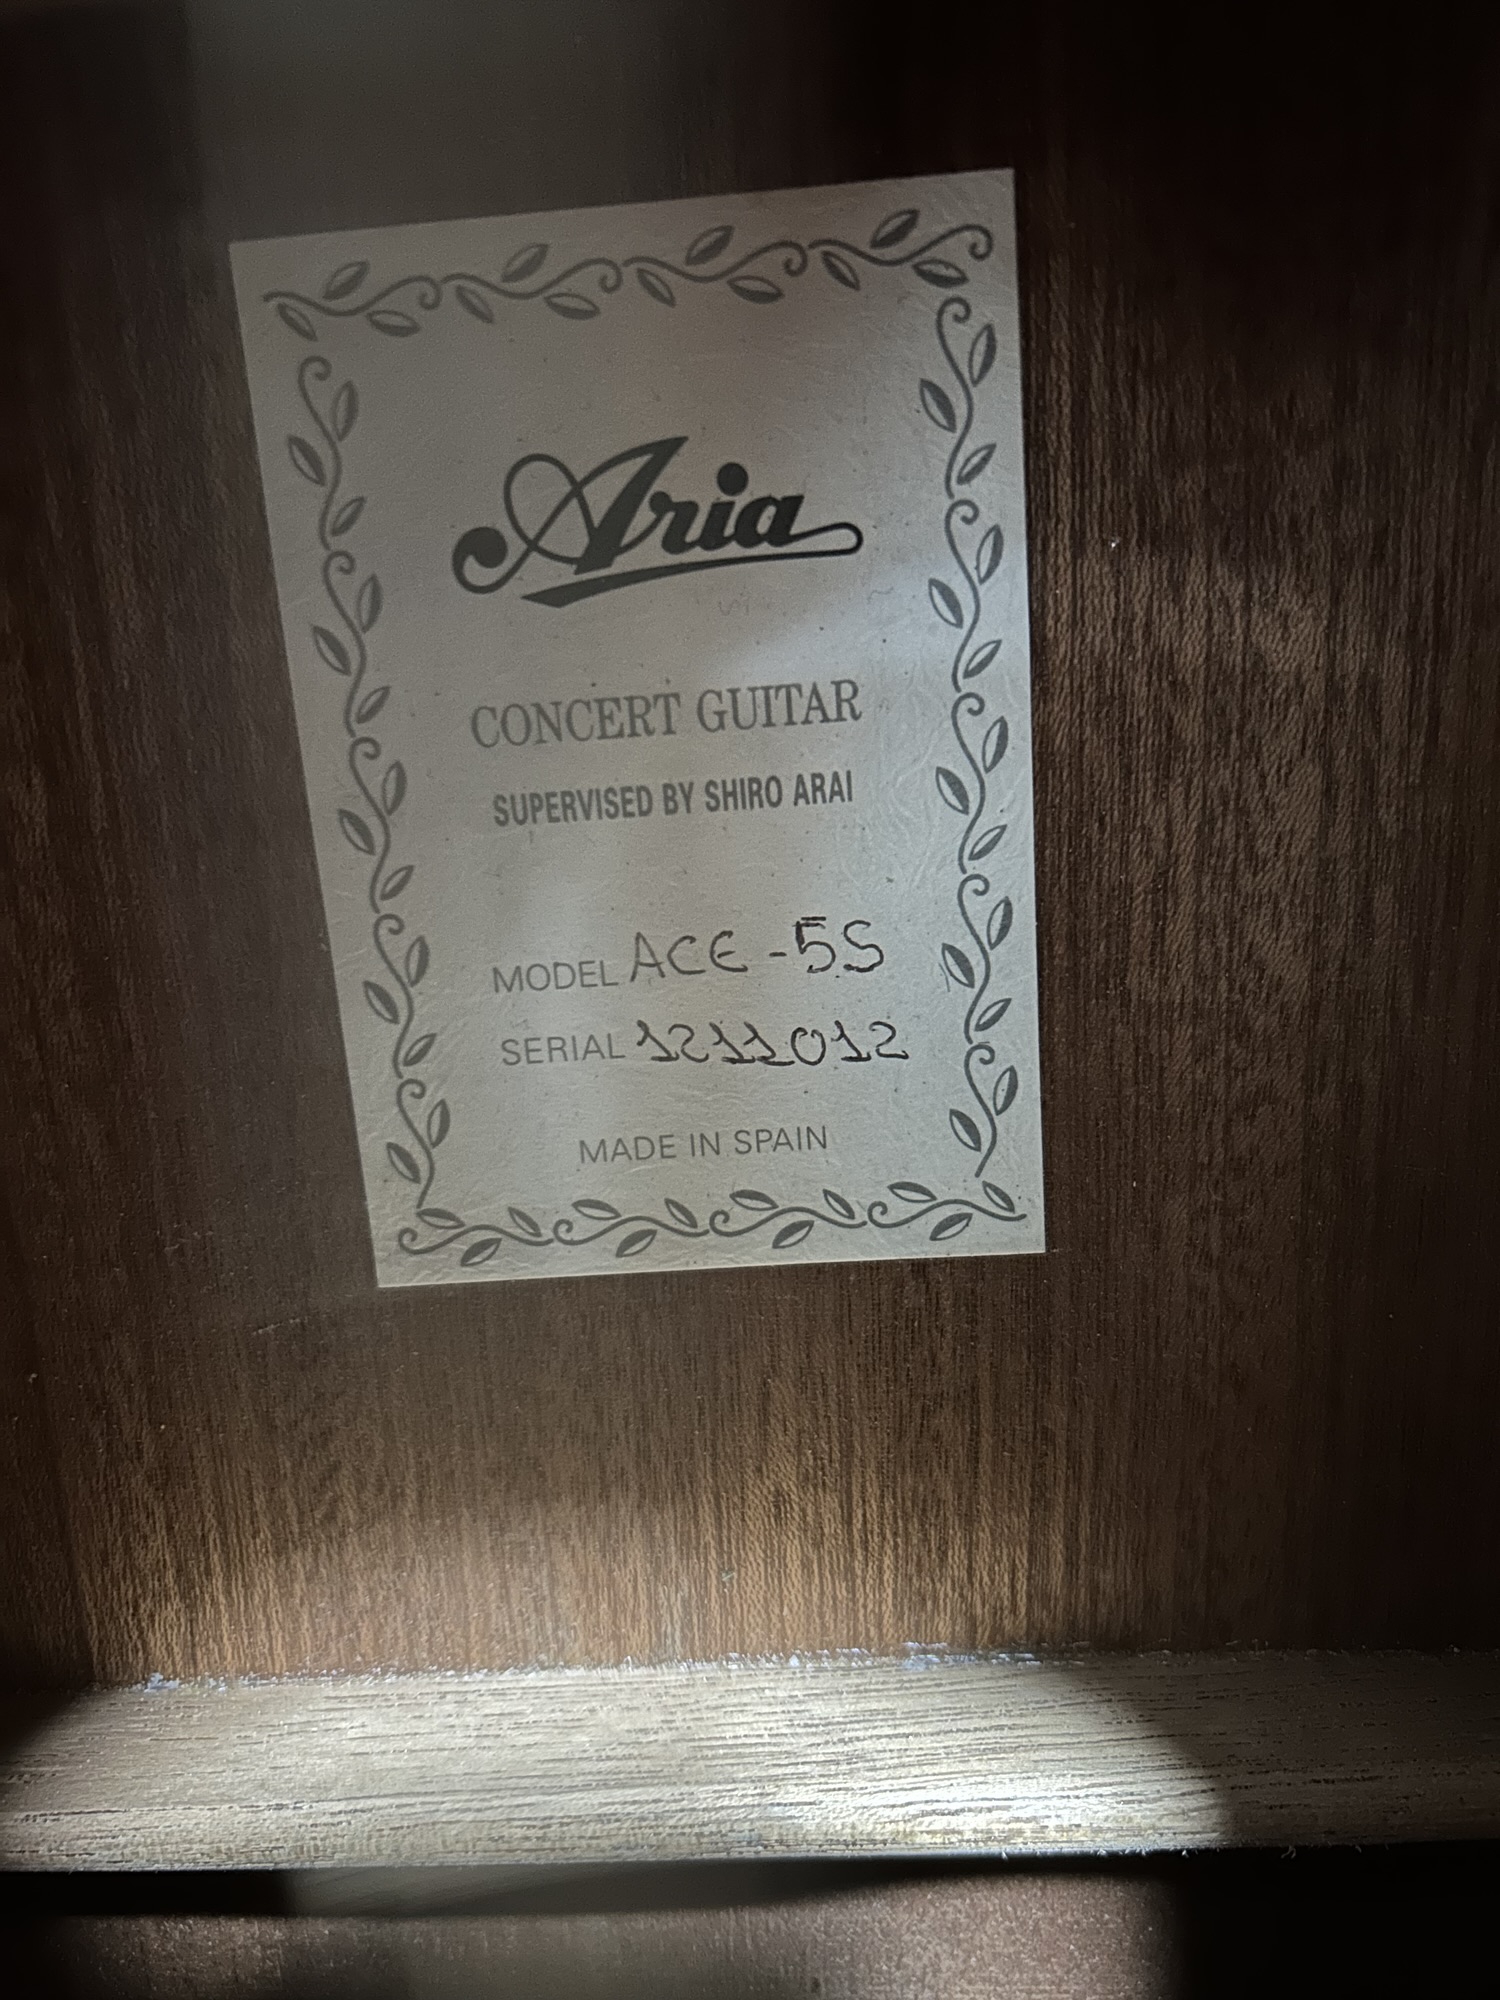 Aria
CONCERT GUITAR
SUPERVISED BY SHIRO ARAI
MODEL ACE-5S
SERIAL 1211012
MADE IN SPAIN